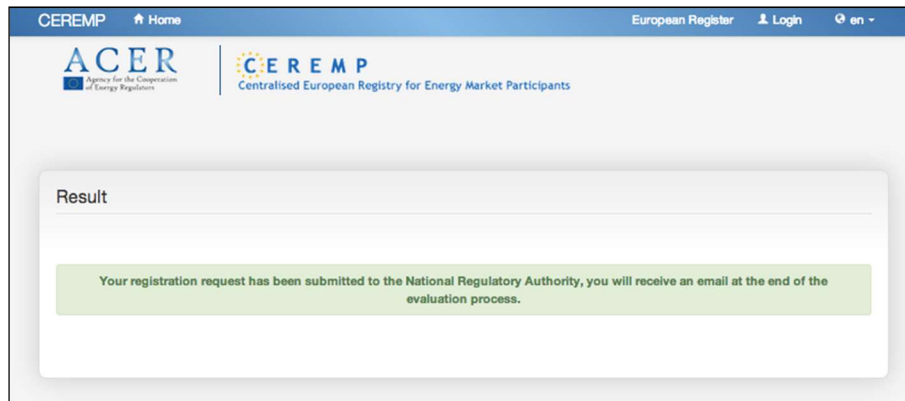 CEREMP Home European Register Login en
ACER
Agency for the Cooperation
of Energy Regulators
CEREMP
Centralised European Registry for Energy Market Participants
Result
Your registration request has been submitted to the National Regulatory Authority, you will receive an email at the end of the
evaluation process.